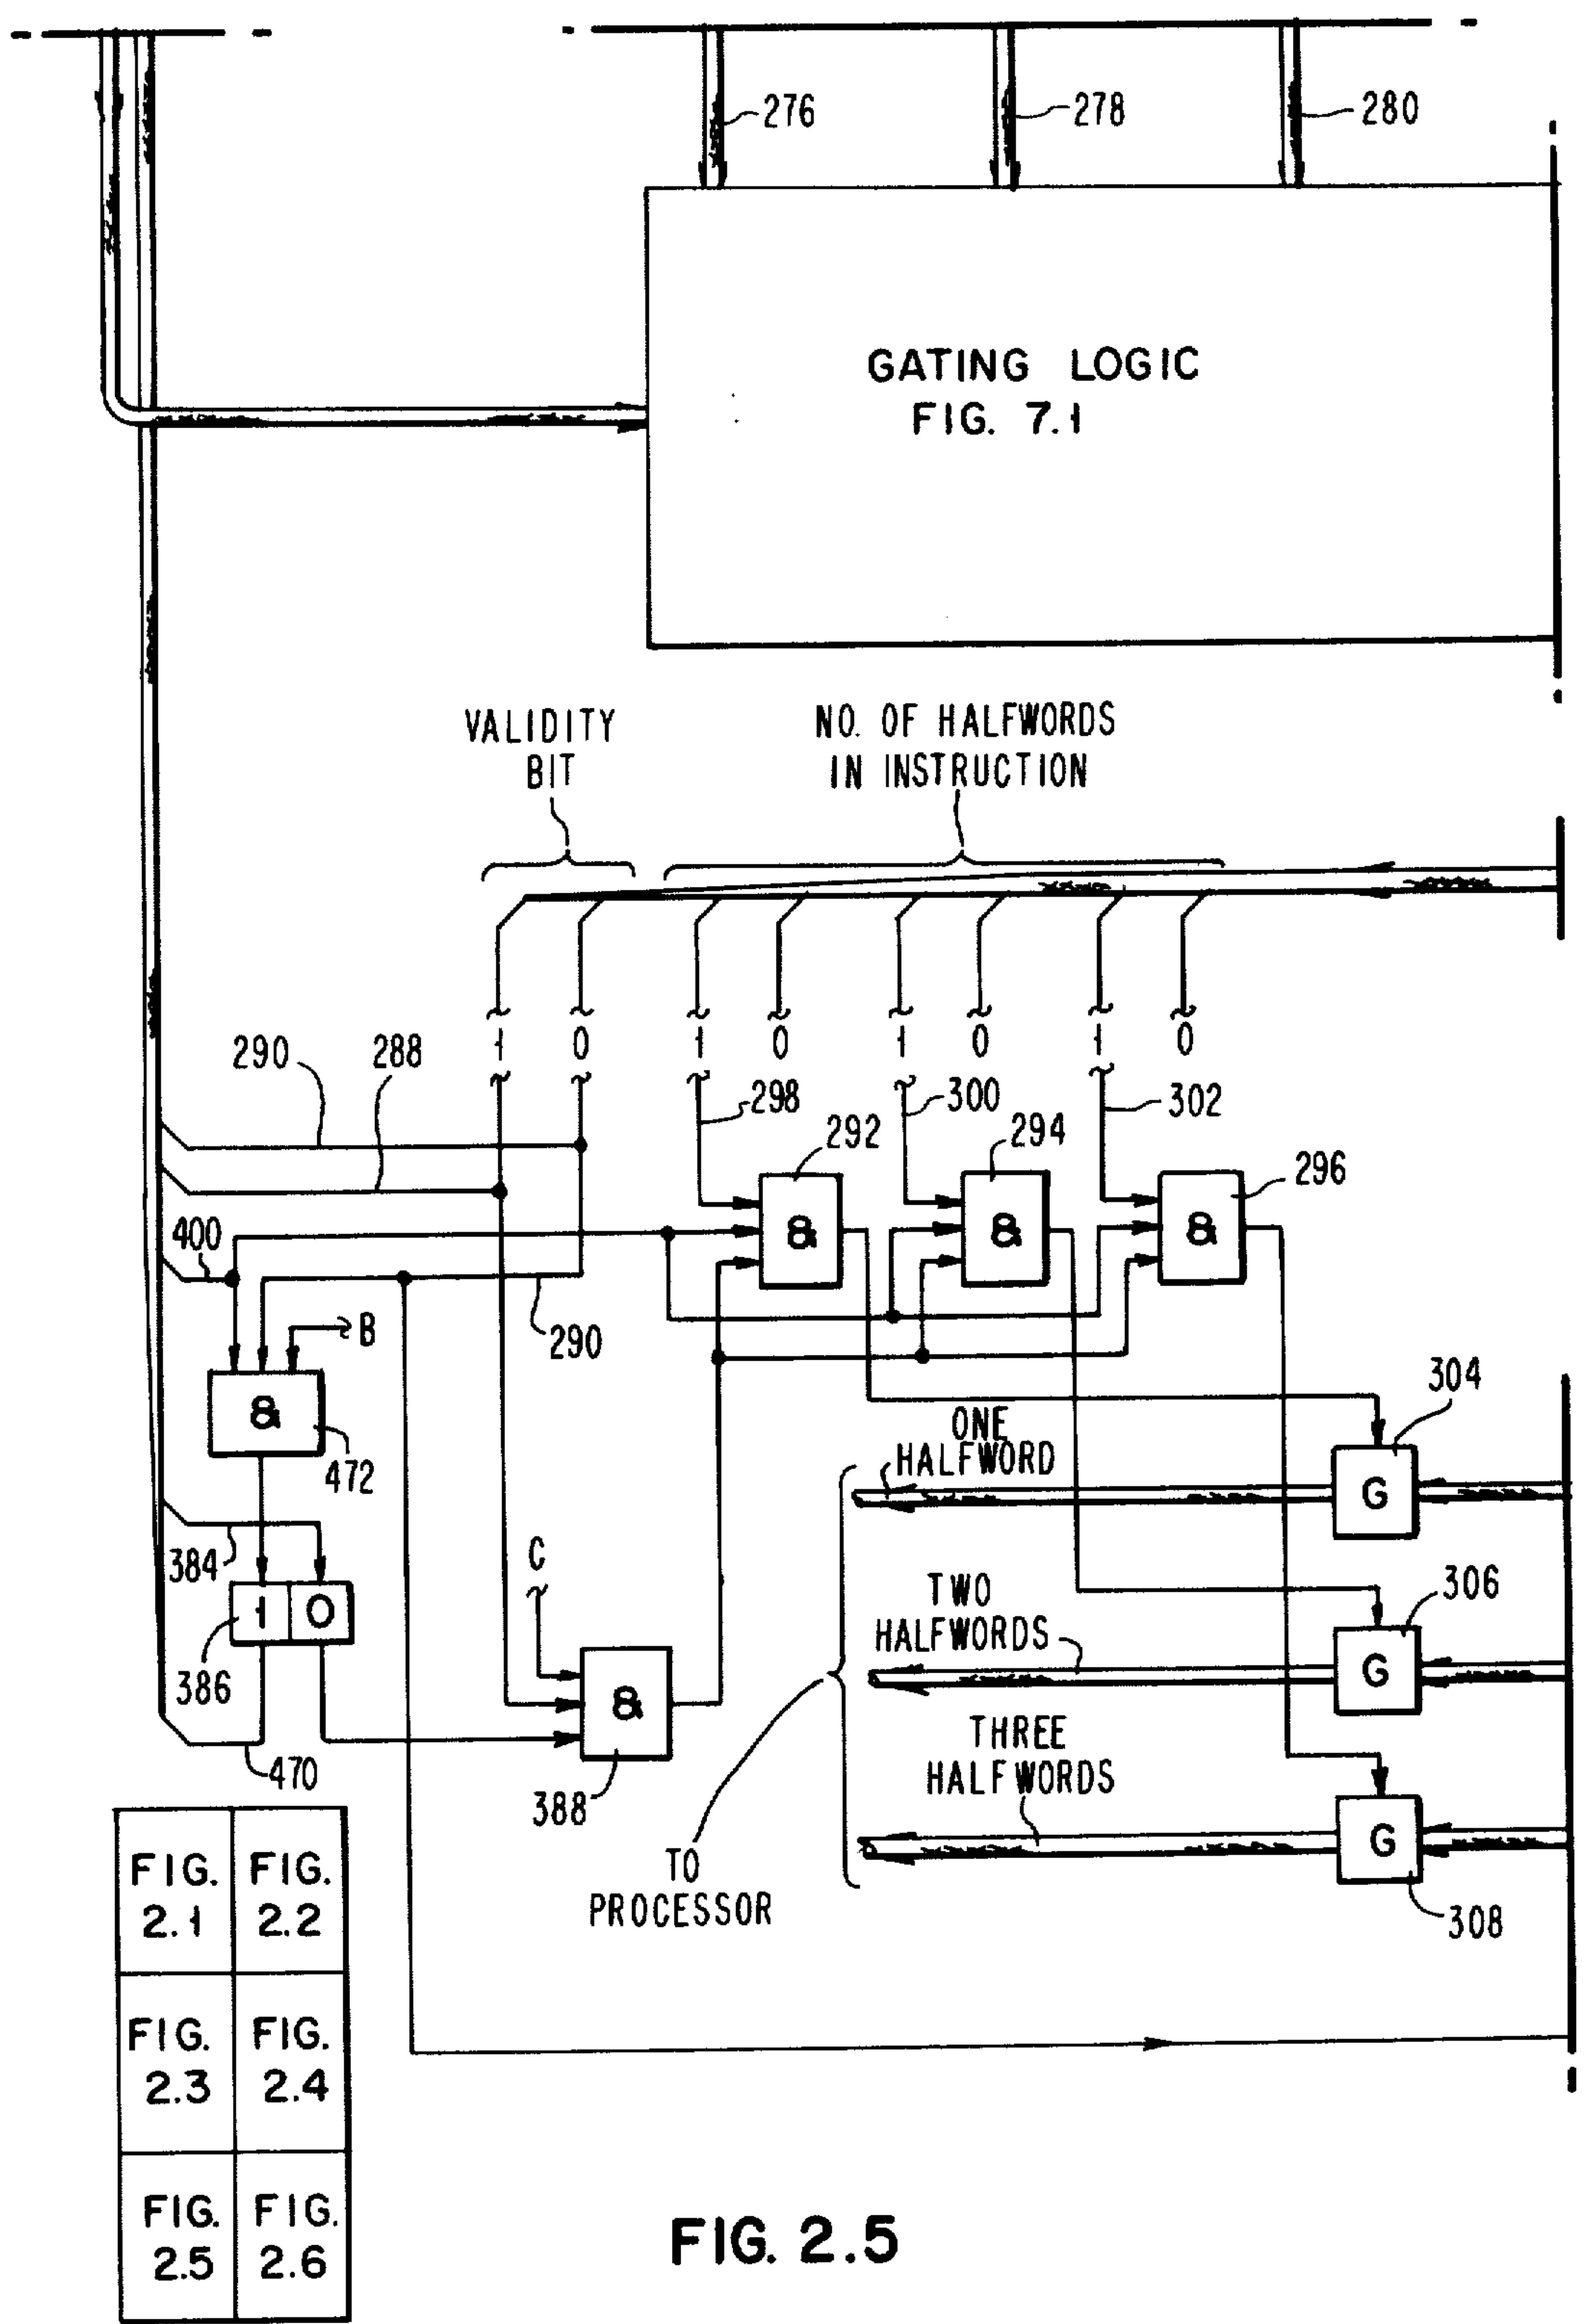 276
278
280
GATING LOGIC
FIG. 7.1
VALIDITY
BIT
NO. OF HALFWORDS
IN INSTRUCTION
1 0 1 0 1 0 1 0
290
288
298
300
302
292
294
296
&
&
&
400
290
B
&
472
304
ONE
HALFWORD
G
384
C
1 0
386
TWO
HALFWORDS
306
G
&
388
470
THREE
HALFWORDS
G
308
TO
PROCESSOR
FIG.
2.1
FIG.
2.2
FIG.
2.3
FIG.
2.4
FIG.
2.5
FIG.
2.6
FIG. 2.5